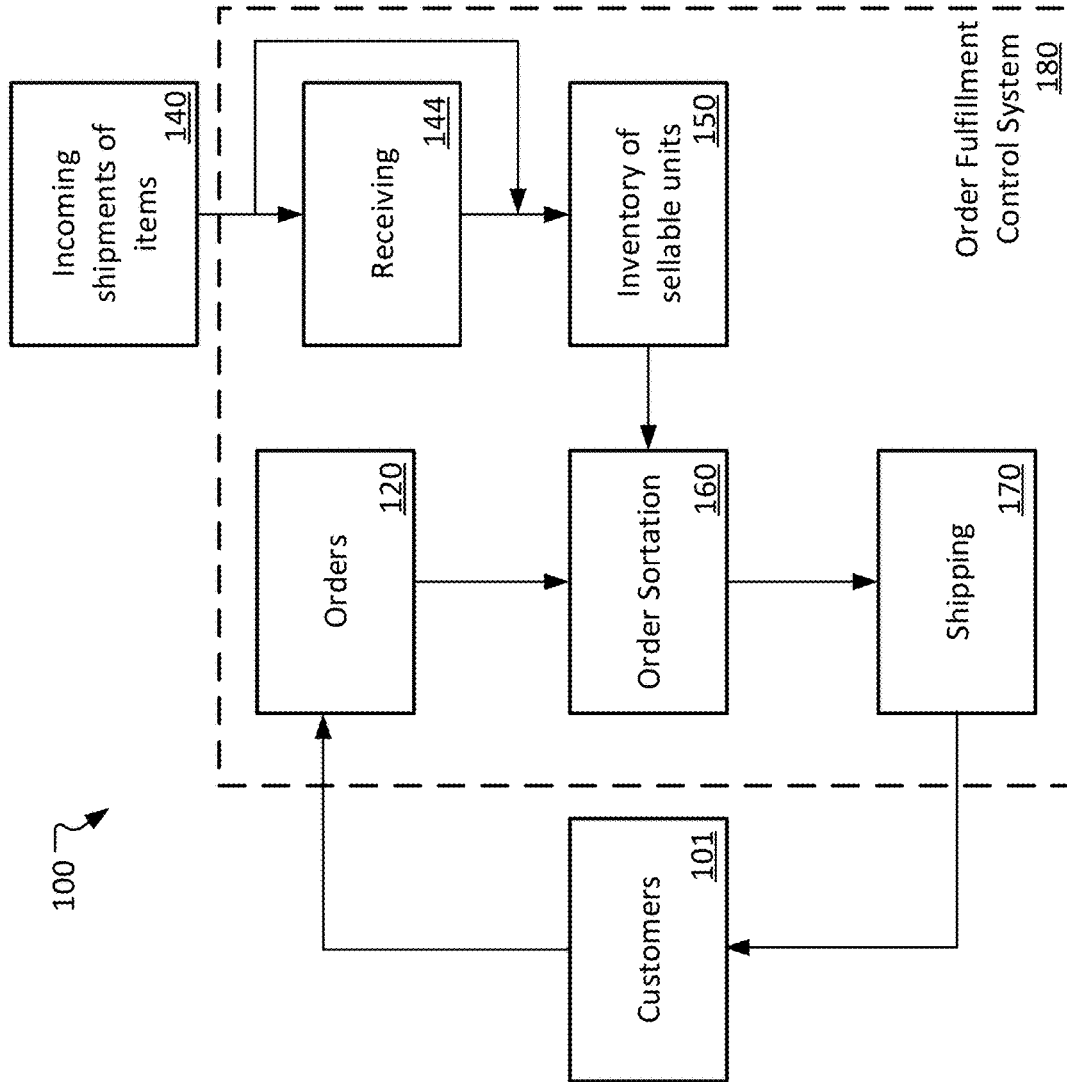 100
Customers
101
Orders
120
Order Sortation
160
Shipping
170
Incoming
shipments of
items
140
Receiving
144
Inventory of
sellable units
150
Order Fulfillment
Control System
180